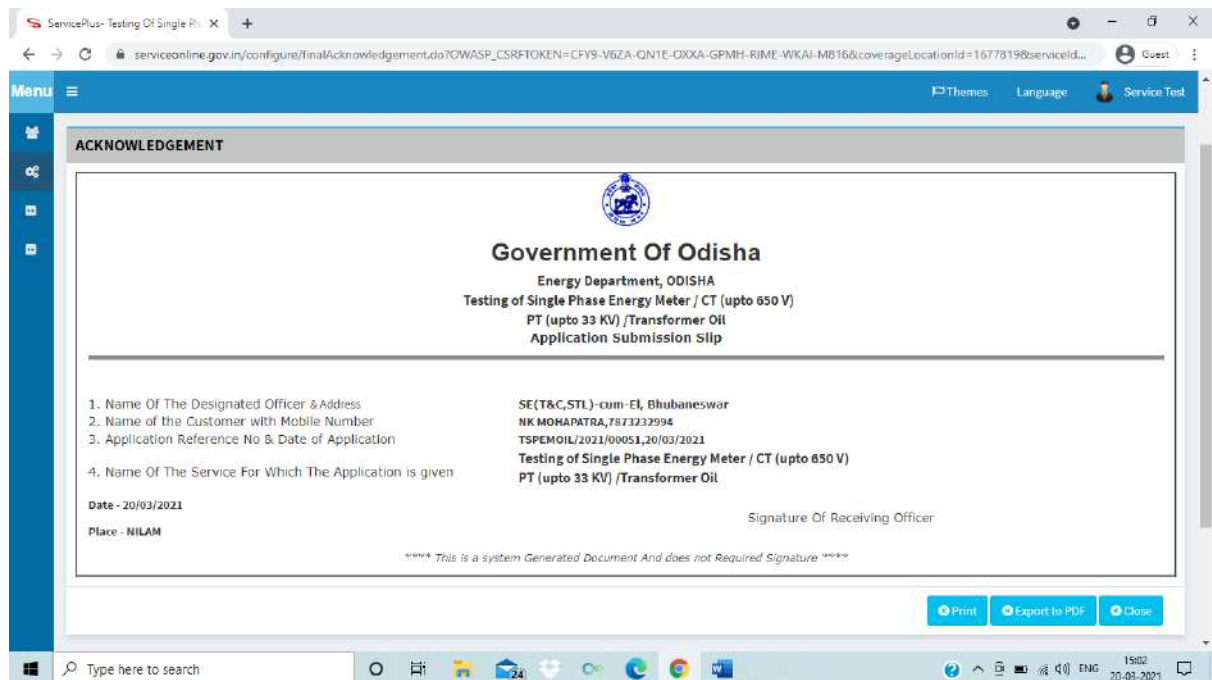 ServicePlus- Testing Of Single Ph
serviceonline.gov.in/configure/finalAcknowledgement.do?OWASP_CSRFTOKEN=CFY9-V6ZA-QN1E-OXXA-GPMH-RIME-WKAI-M816&coverageLocationId=1677819&serviceId...
Guest
Menu
Themes Language Service Test
ACKNOWLEDGEMENT
Government Of Odisha
Energy Department, ODISHA
Testing of Single Phase Energy Meter / CT (upto 650 V)
PT (upto 33 KV) /Transformer Oil
Application Submission Slip
1. Name Of The Designated Officer & Address SE(T&C,STL)-cum-EI, Bhubaneswar
2. Name of the Customer with Mobile Number NK MOHAPATRA,7873232994
3. Application Reference No & Date of Application TSPEMOIL/2021/00051,20/03/2021
4. Name Of The Service For Which The Application is given Testing of Single Phase Energy Meter / CT (upto 650 V)
PT (upto 33 KV) /Transformer Oil
Date - 20/03/2021
Signature Of Receiving Officer
Place - NILAM
**** This is a system Generated Document And does not Required Signature ****
Print Export to PDF Close
Type here to search
24
ENG
15:02
20-03-2021